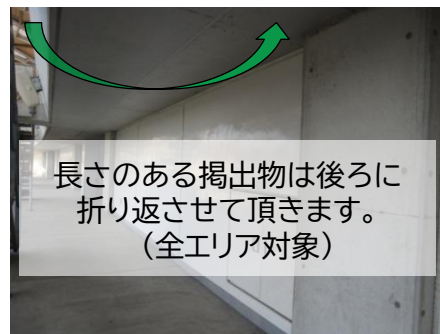 長さのある掲出物は後ろに
折り返させて頂きます。
(全エリア対象)